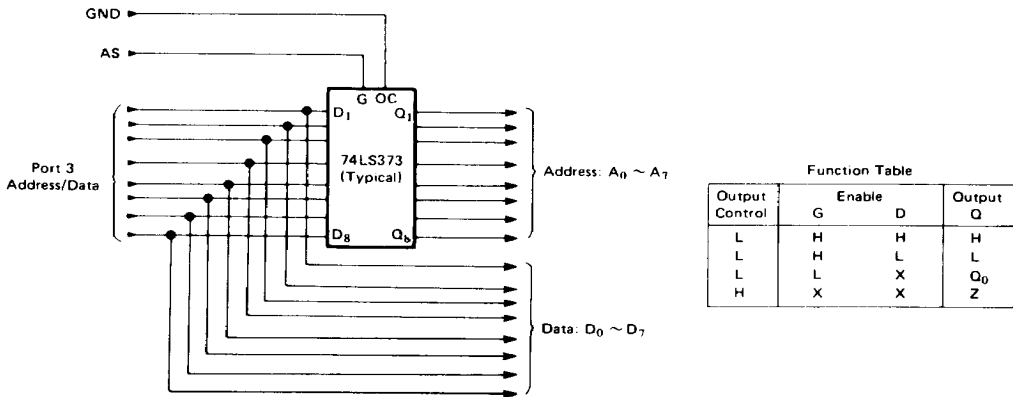 GND
AS
G OC
D1 Q1
74LS373
(Typical)
Port 3
Address/Data
Address: A0 ~ A7
D8 Q8
Data: D0 ~ D7
Function Table
Output Control Enable Output
G D Q
L H H H
L H L L
L L X Q0
H X X Z